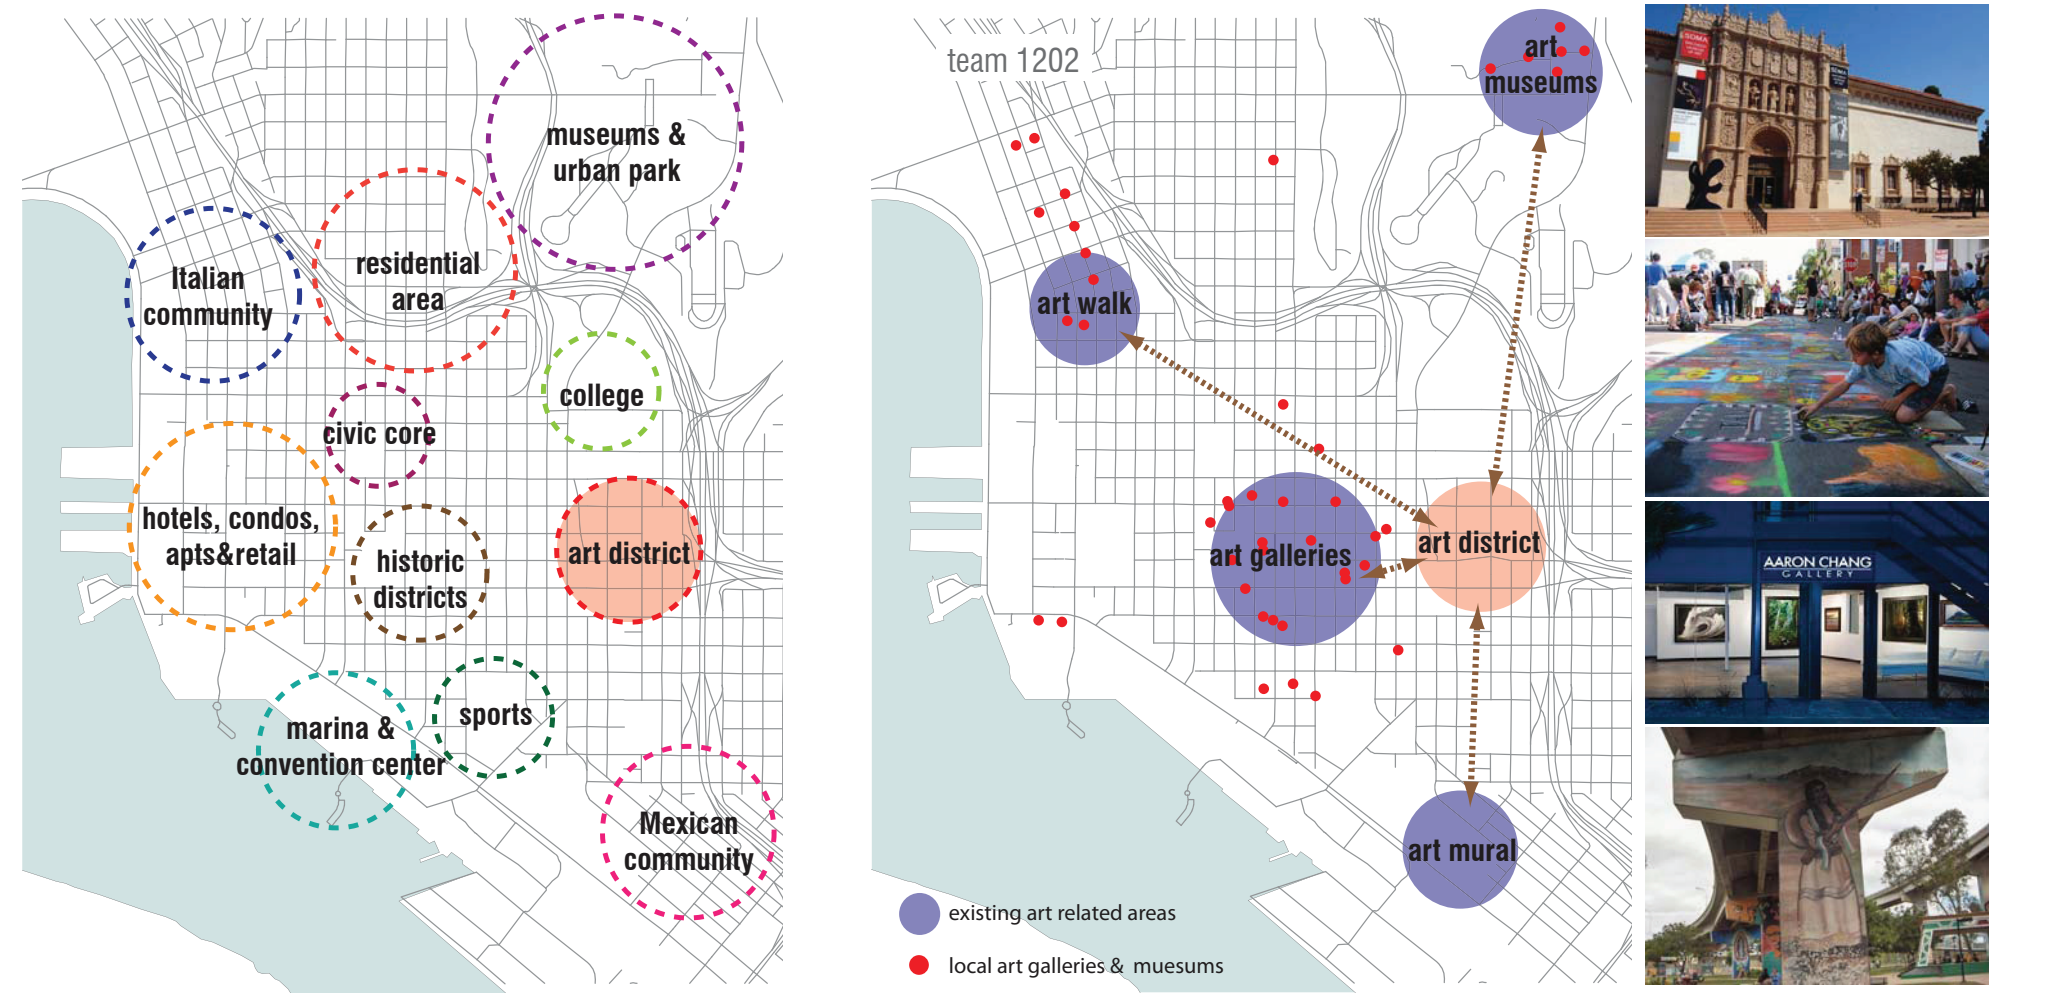 museums &
urban park
residential
area
Italian
community
college
civic core
hotels, condos,
apts&retail
historic
districts
art district
sports
marina &
convention center
Mexican
community
team 1202
art
museums
art walk
art galleries
art district
art mural
existing art related areas
local art galleries & muesums
SDMA
SDMA
AARON CHANG
GALLERY